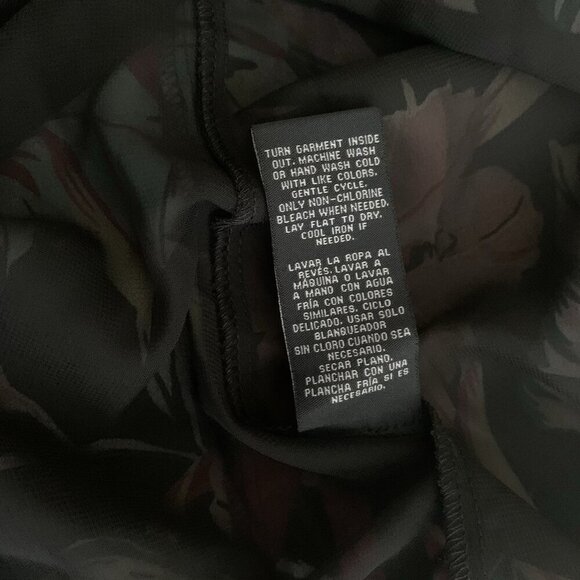 TURN GARMENT INSIDE
OUT. MACHINE WASH
OR HAND WASH COLD
WITH LIKE COLORS,
GENTLE CYCLE.
ONLY NON-CHLORINE
BLEACH WHEN NEEDED.
LAY FLAT TO DRY.
COOL IRON IF
NEEDED.
LAVAR LA ROPA AL
REVÉS. LAVAR A
MÁQUINA O LAVAR
A MANO CON AGUA
FRÍA CON COLORES
SIMILARES, CICLO
DELICADO. USAR SOLO
BLANQUEADOR
SIN CLORO CUANDO SEA
NECESARIO.
SECAR PLANO.
PLANCHAR CON UNA
PLANCHA FRÍA SI ES
NECESARIO.